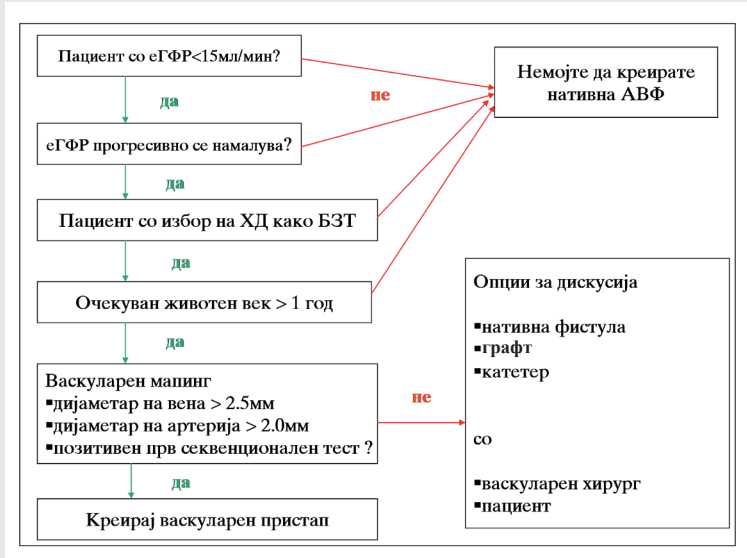 Пациент со еГФР<15мл/мин?
да
не
Немојте да креирате
нативна АВФ
еГФР прогресивно се намалува?
да
Пациент со избор на ХД како БЗТ
да
Очекуван животен век > 1 год
да
Васкуларен мапинг
▪дијаметар на вена > 2.5мм
▪дијаметар на артерија > 2.0мм
▪позитивен прв секвенционален тест ?
не
да
Креирај васкуларен пристап
Опции за дискусија
▪нативна фистула
▪графт
▪катетер
со
▪васкуларен хирург
▪пациент